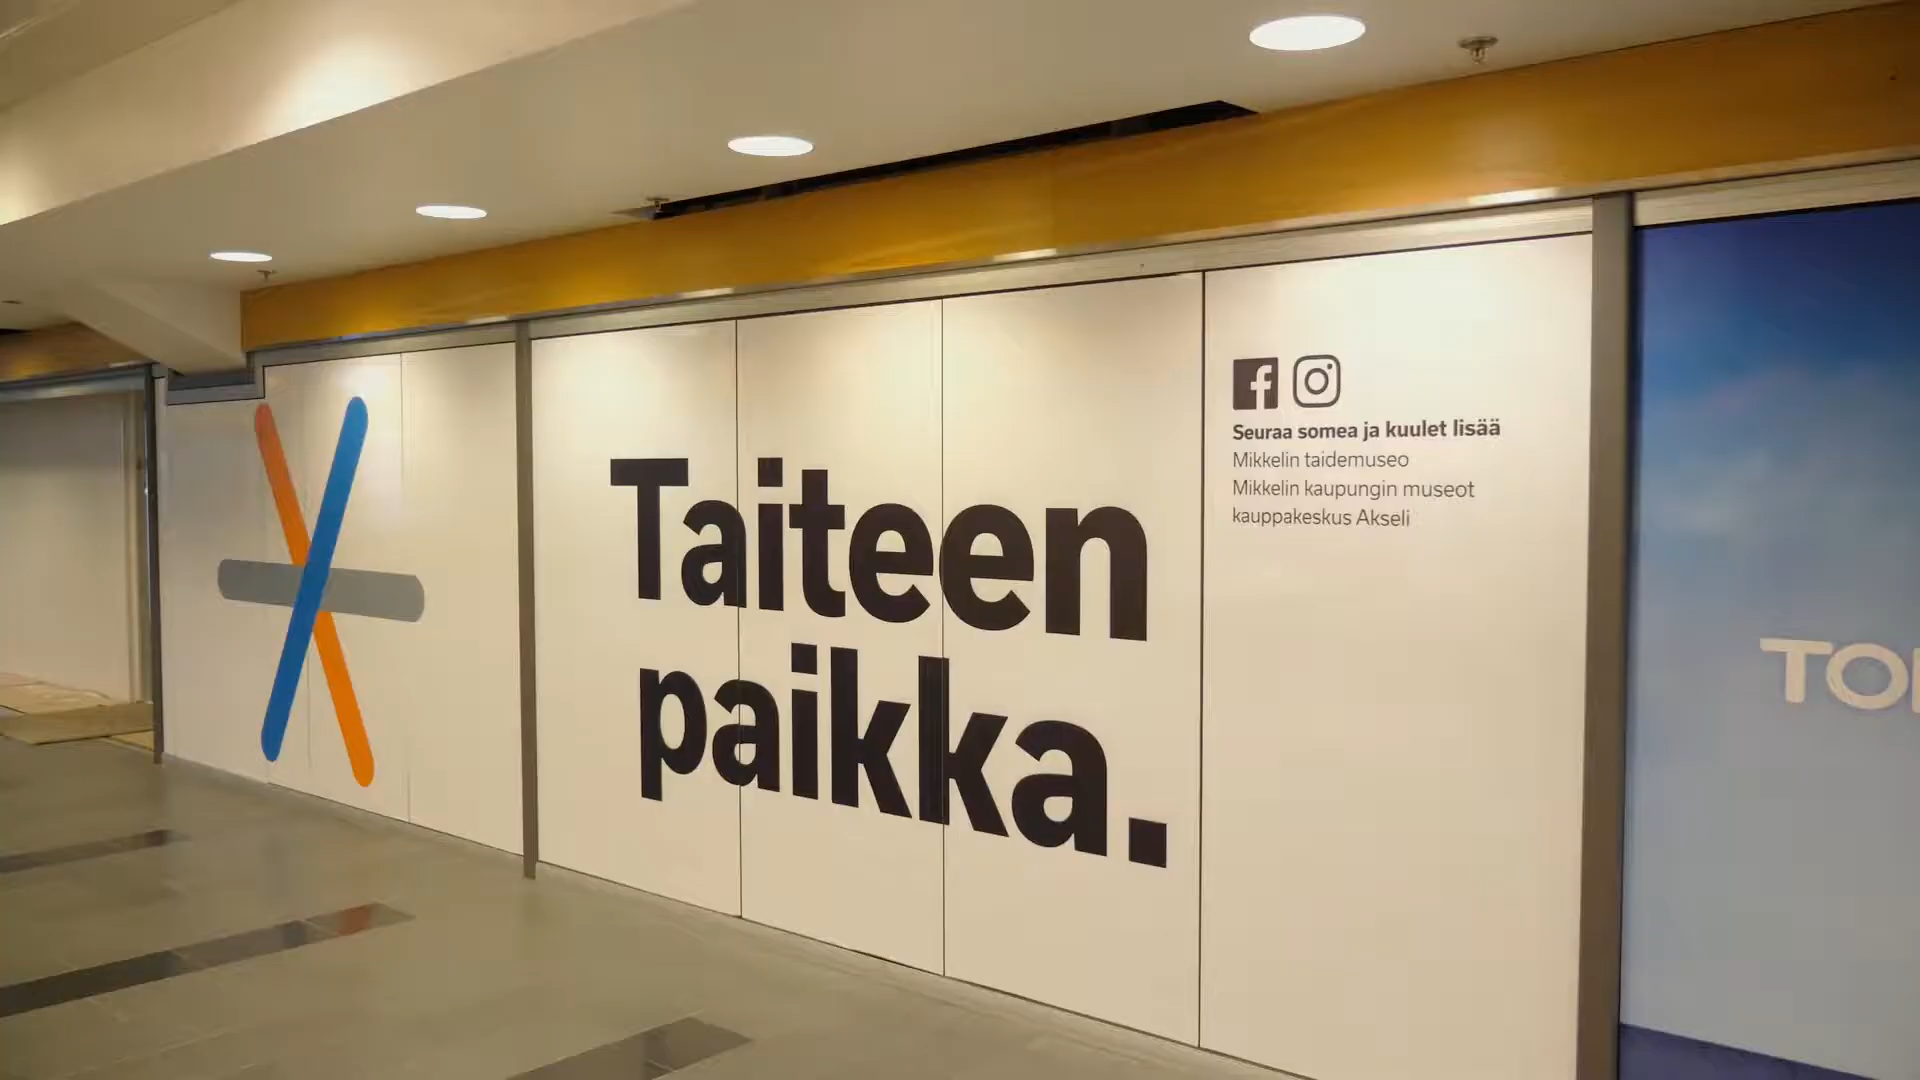 Taiteen
paikka.
Seuraa somea ja kuulet lisää
Mikkelin taidemuseo
Mikkelin kaupungin museot
kauppakeskus Akseli